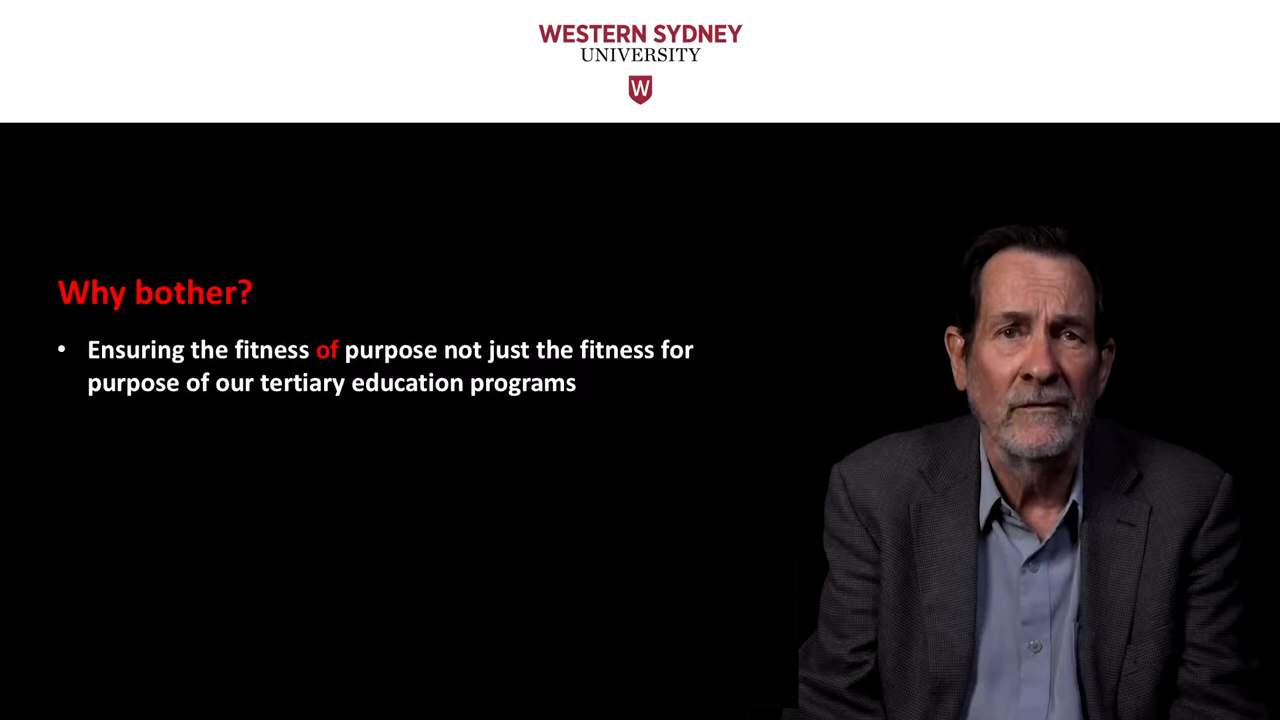 WESTERN SYDNEY
UNIVERSITY
W
Why bother?
• Ensuring the fitness of purpose not just the fitness for
purpose of our tertiary education programs